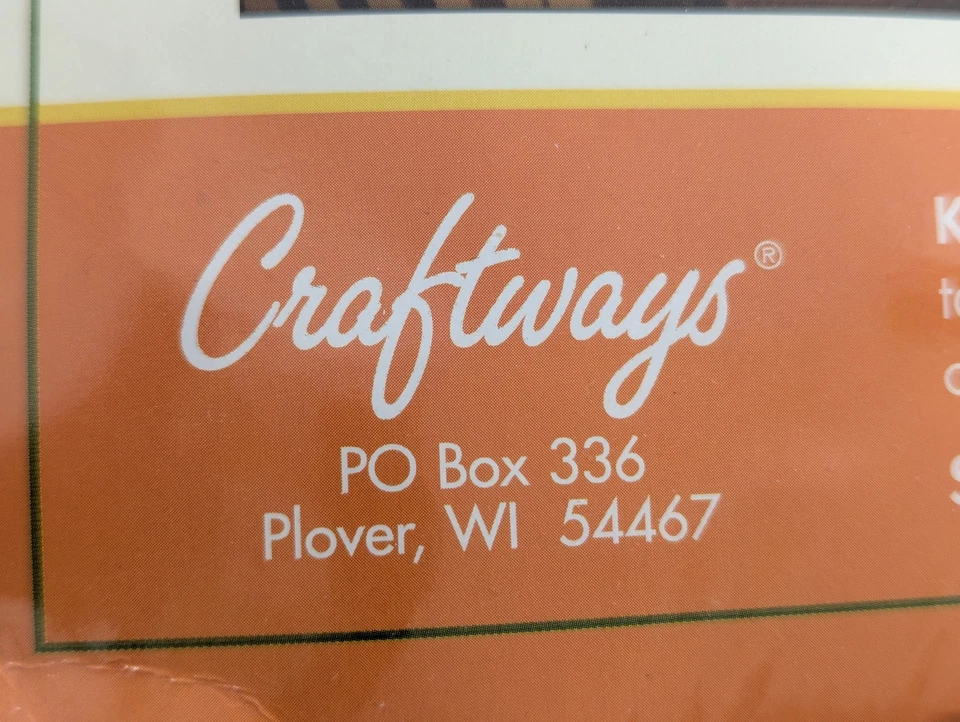 Craftways®
PO Box 336
Plover, WI 54467